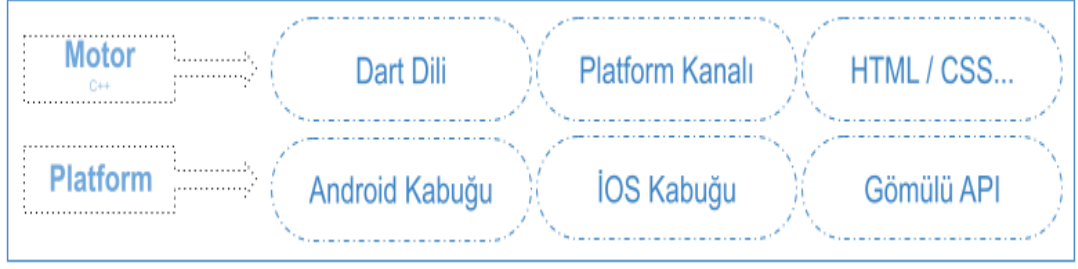 Motor
C++
Dart Dili
Platform Kanalı
HTML / CSS...
Platform
Android Kabuğu
İOS Kabuğu
Gömülü API